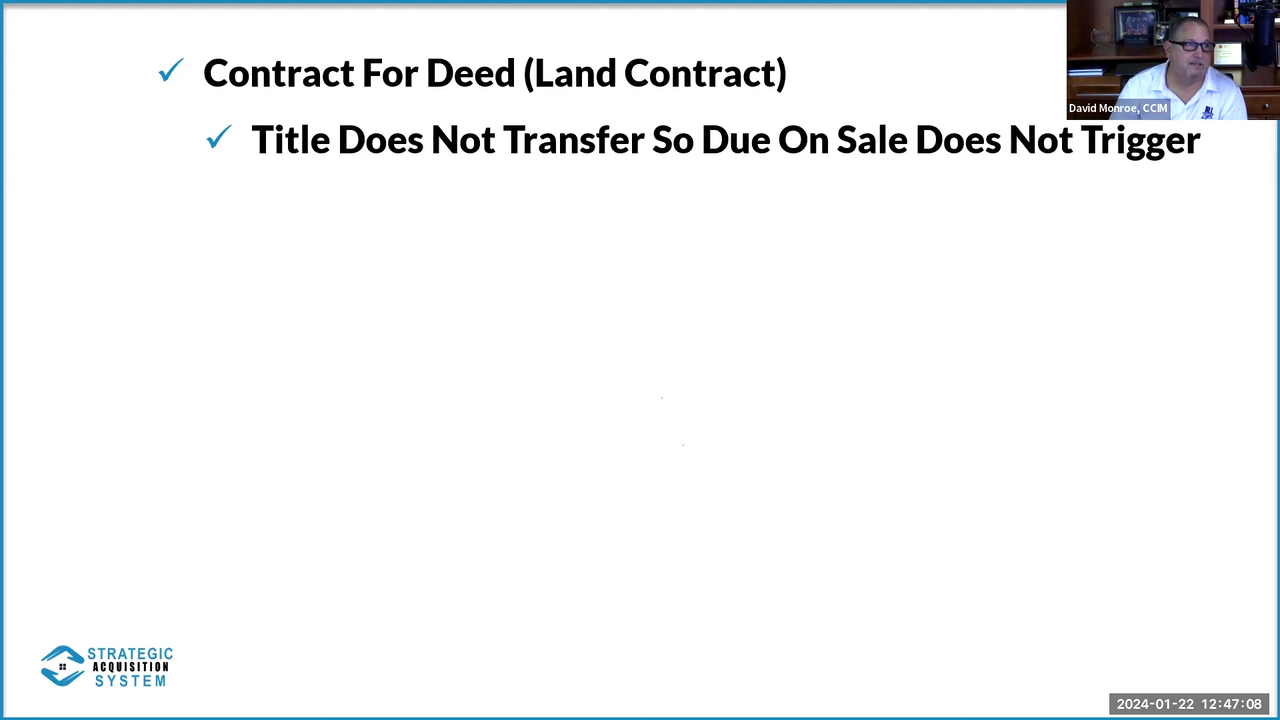 Contract For Deed (Land Contract)
Title Does Not Transfer So Due On Sale Does Not Trigger
David Monroe, CCIM
STRATEGIC
ACQUISITION
SYSTEM
2024-01-22 12:47:08